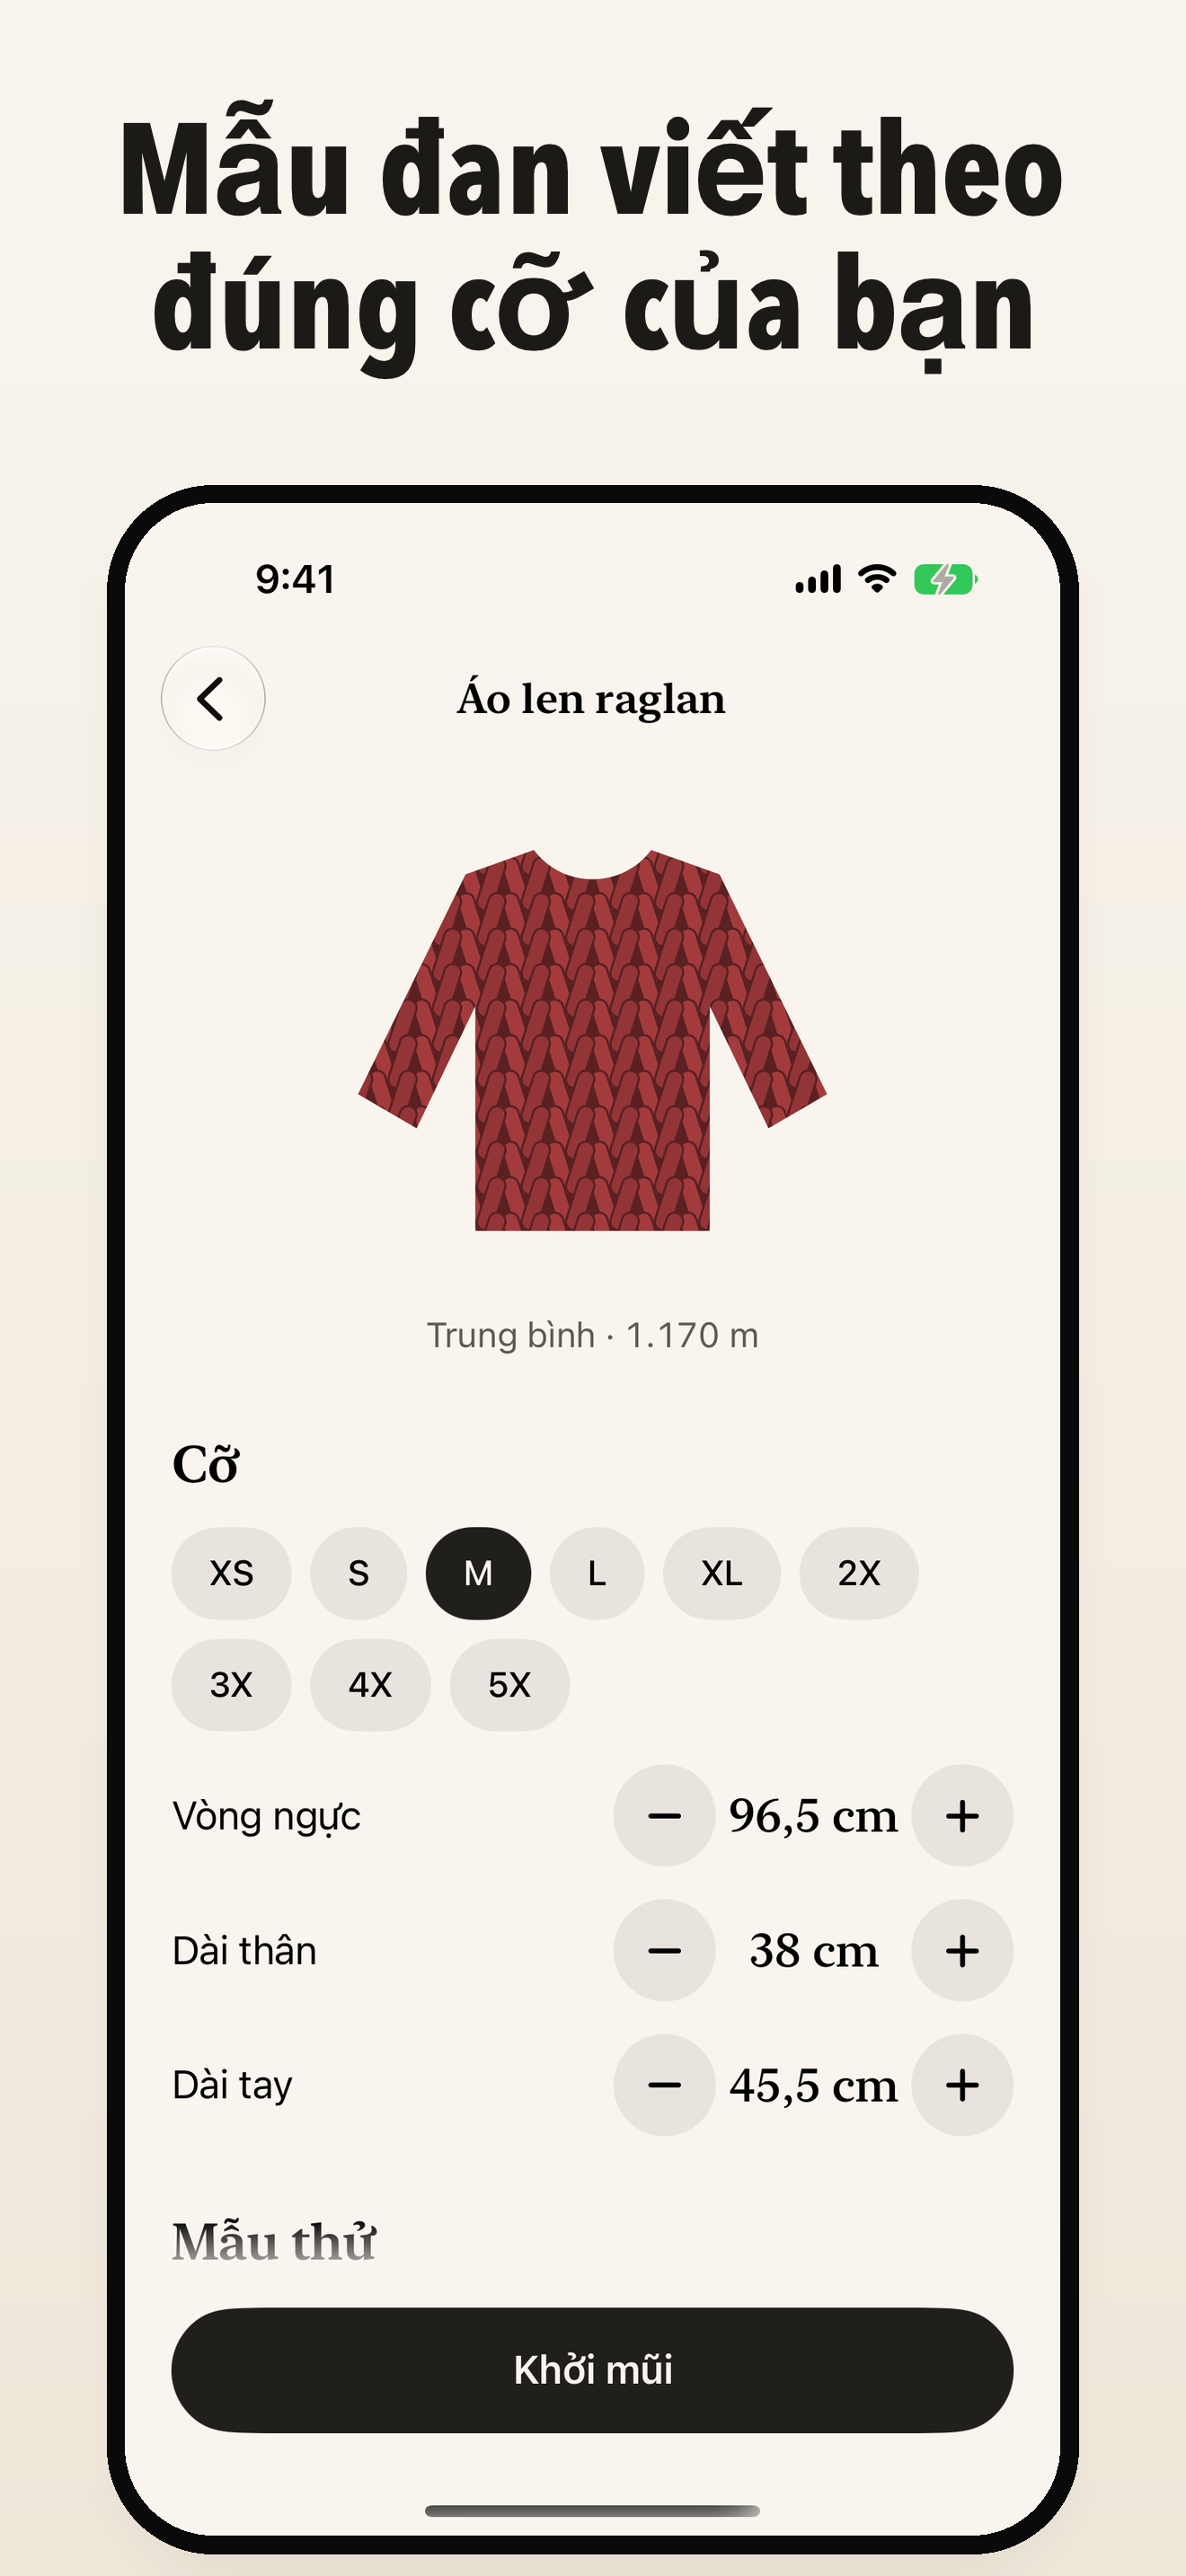 Mẫu đan viết theo
đúng cỡ của bạn
9:41
Áo len raglan
Trung bình · 1.170 m
Cỡ
XS S M L XL 2X
3X 4X 5X
Vòng ngực − 96,5 cm +
Dài thân − 38 cm +
Dài tay − 45,5 cm +
Mẫu thử
Khởi mũi